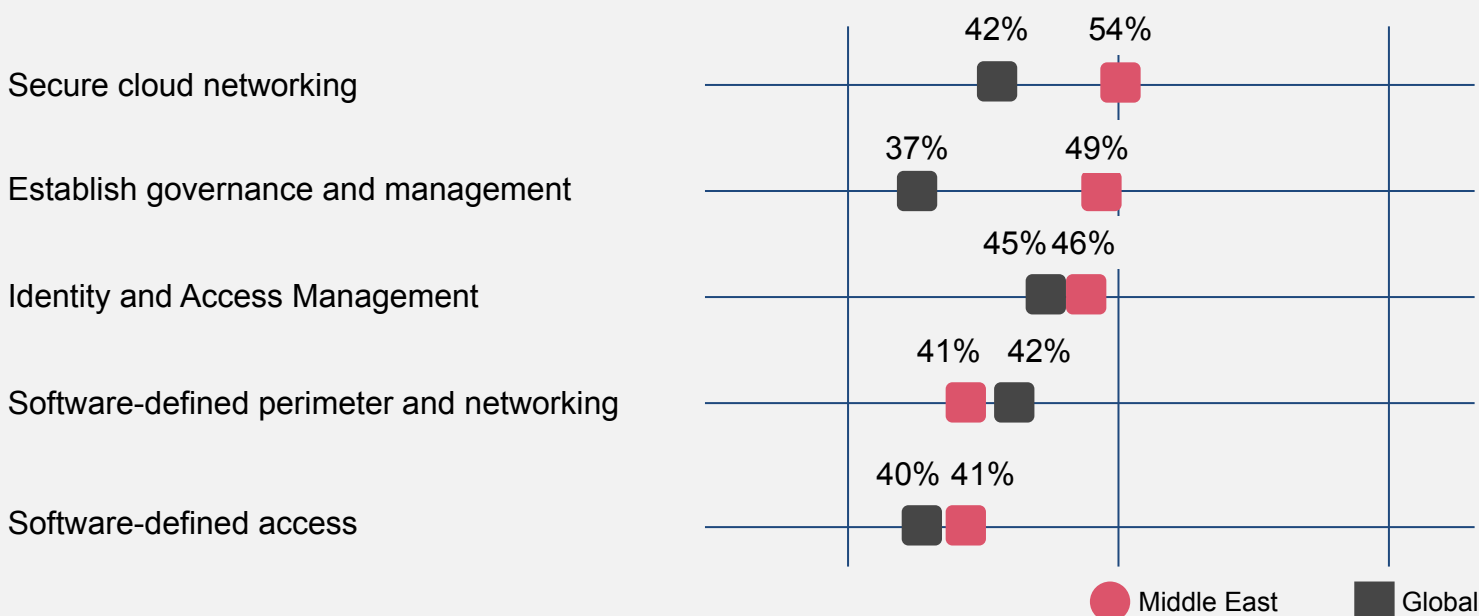 42% 54%
Secure cloud networking
37% 49%
Establish governance and management
45% 46%
Identity and Access Management
41% 42%
Software-defined perimeter and networking
40% 41%
Software-defined access
Middle East Global